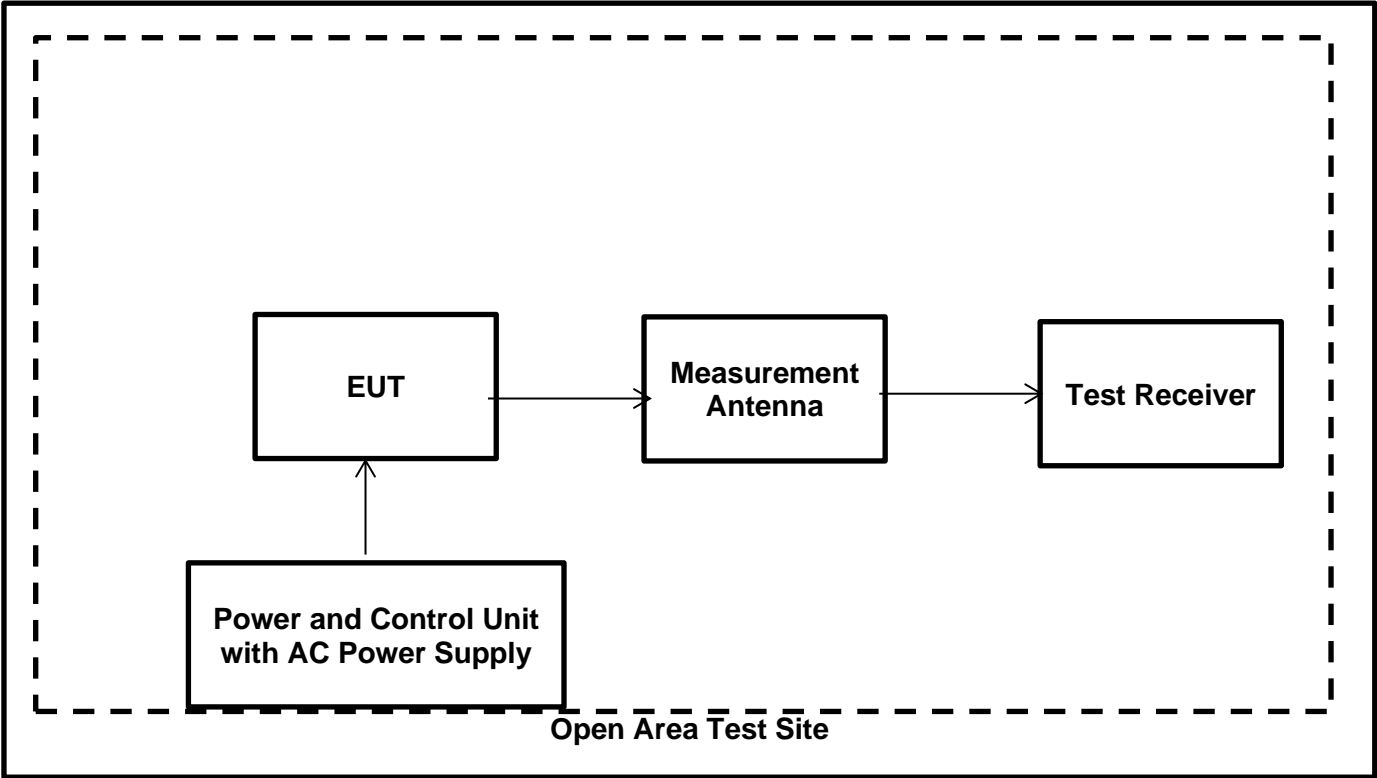 EUT
Measurement
Antenna
Test Receiver
Power and Control Unit
with AC Power Supply
Open Area Test Site